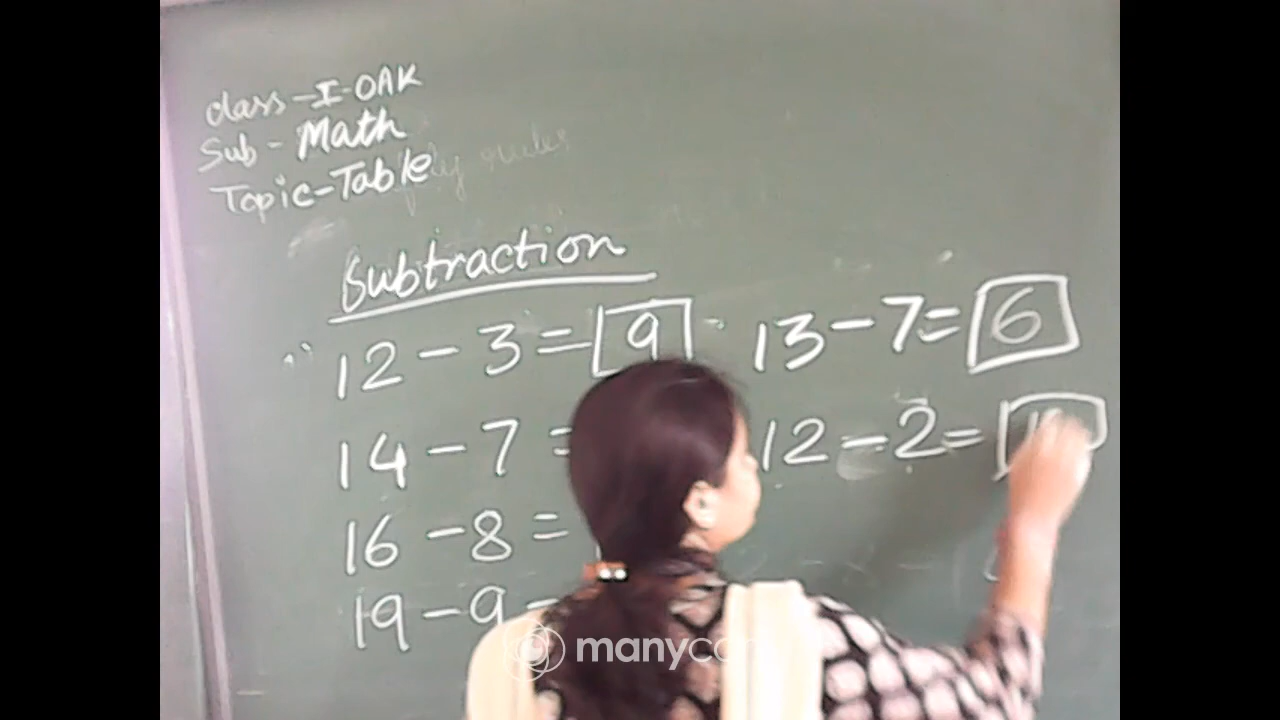 class-I-OAK
Sub- Math
Topic-Table
rules
Subtraction
12-3=9
13-7=6
14-7=
12-2=
16-8=
19-9-
manycam